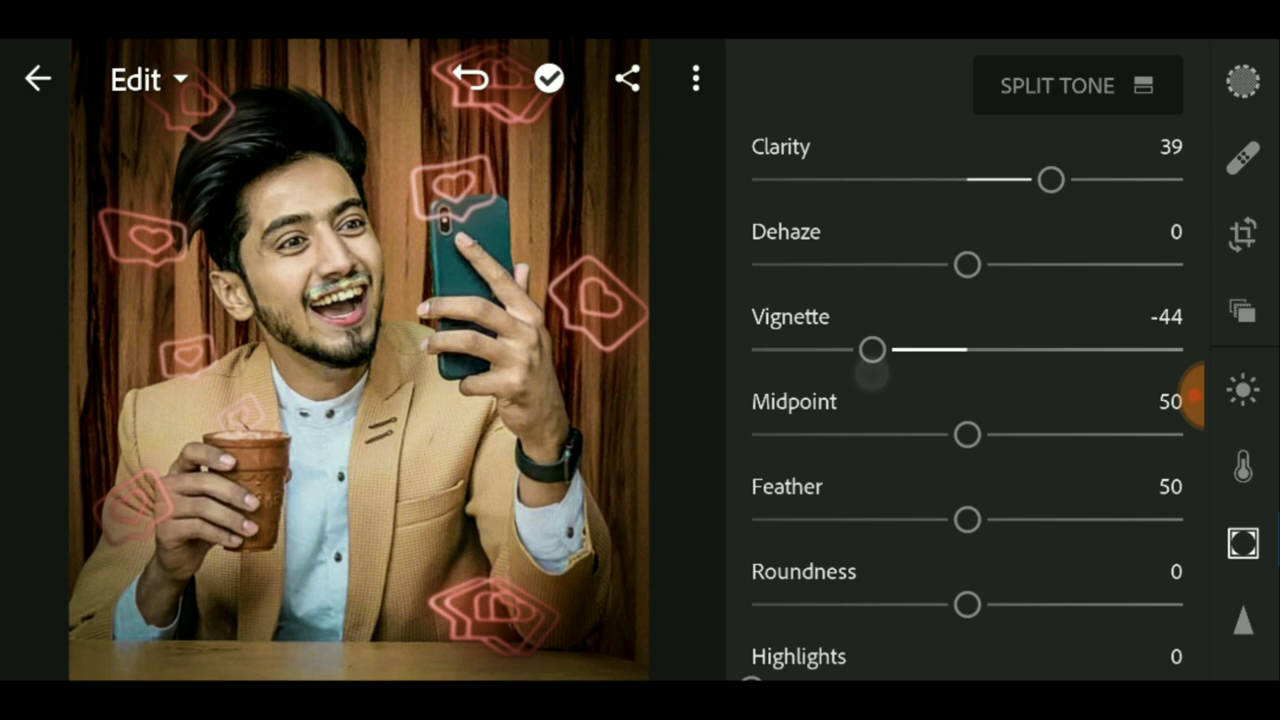 Edit
SPLIT TONE
Clarity 39
Dehaze 0
Vignette -44
Midpoint 50
Feather 50
Roundness 0
Highlights 0